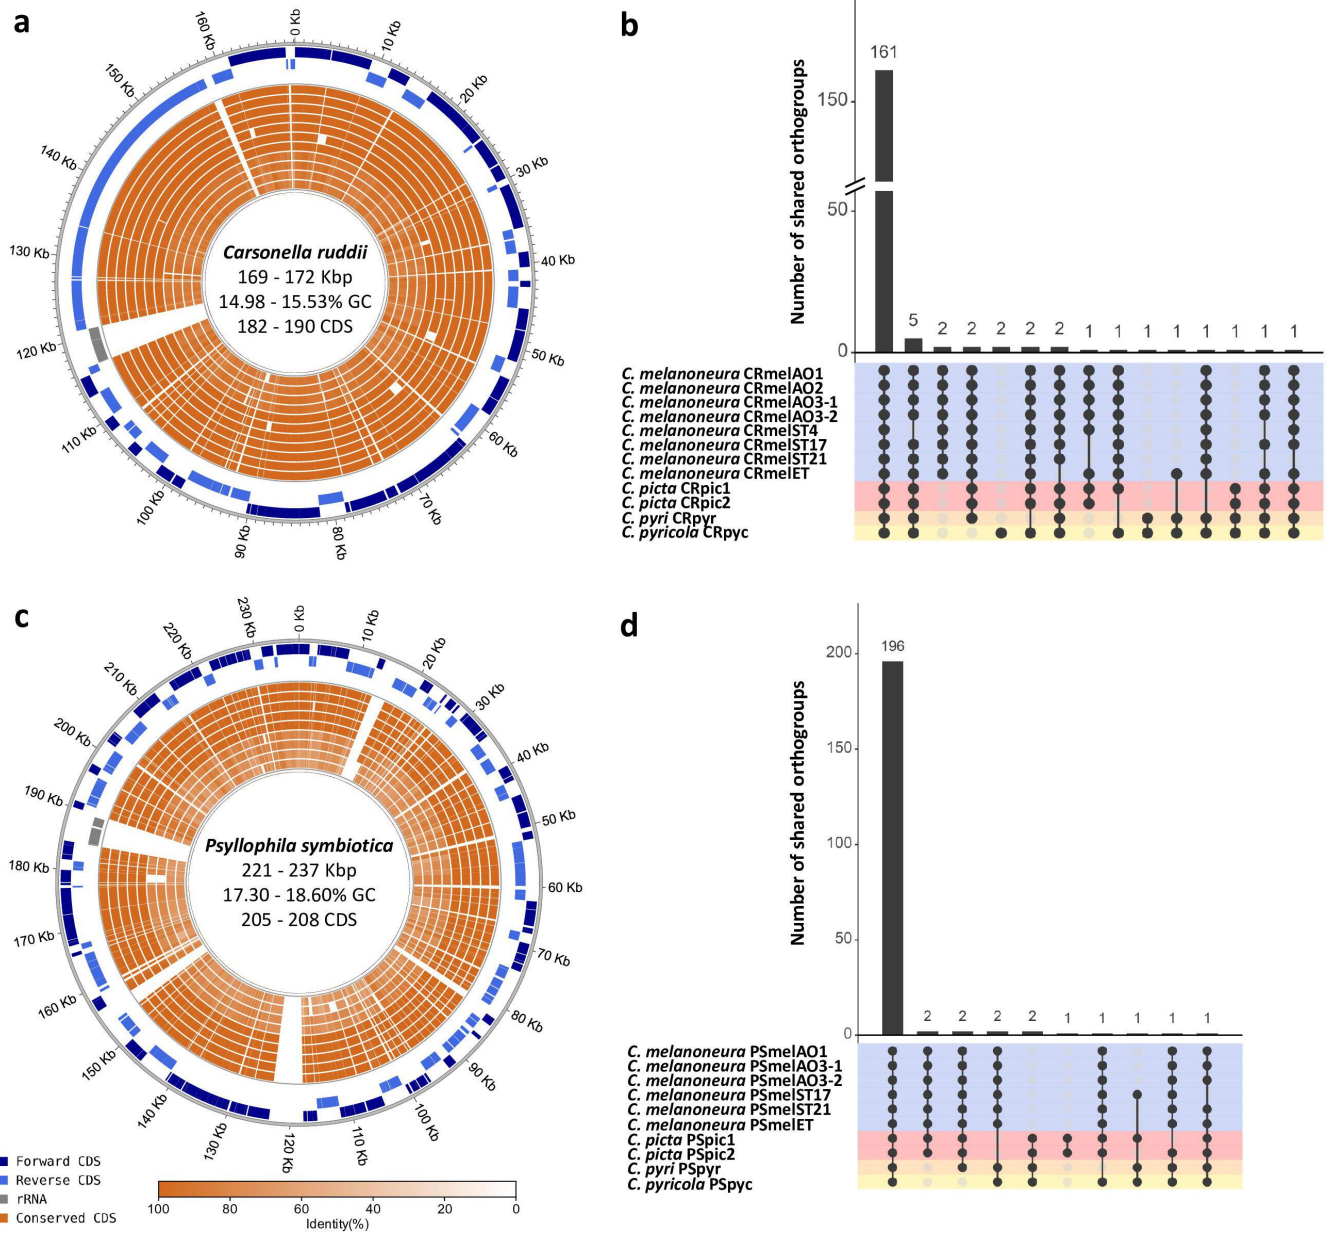 a
0 Kb
10 Kb
20 Kb
30 Kb
40 Kb
50 Kb
60 Kb
70 Kb
80 Kb
90 Kb
100 Kb
110 Kb
120 Kb
130 Kb
140 Kb
150 Kb
160 Kb
Carsonella ruddii
169 - 172 Kbp
14.98 - 15.53% GC
182 - 190 CDS
b
Number of shared orthogroups
150
50
0
161
5
2
2
2
2
2
1
1
1
1
1
1
1
1
C. melanoneura CRmelAO1
C. melanoneura CRmelAO2
C. melanoneura CRmelAO3-1
C. melanoneura CRmelAO3-2
C. melanoneura CRmelST4
C. melanoneura CRmelST17
C. melanoneura CRmelST21
C. melanoneura CRmelET
C. picta CRpic1
C. picta CRpic2
C. pyri CRpyr
C. pyricola CRpyc
c
0 Kb
10 Kb
20 Kb
30 Kb
40 Kb
50 Kb
60 Kb
70 Kb
80 Kb
90 Kb
100 Kb
110 Kb
120 Kb
130 Kb
140 Kb
150 Kb
160 Kb
170 Kb
180 Kb
190 Kb
200 Kb
210 Kb
220 Kb
230 Kb
Psyllophila symbiotica
221 - 237 Kbp
17.30 - 18.60% GC
205 - 208 CDS
Forward CDS
Reverse CDS
rRNA
Conserved CDS
100
80
60
40
20
0
Identity(%)
d
Number of shared orthogroups
200
150
100
50
0
196
2
2
2
2
1
1
1
1
1
C. melanoneura PSmelAO1
C. melanoneura PSmelAO3-1
C. melanoneura PSmelAO3-2
C. melanoneura PSmelST17
C. melanoneura PSmelST21
C. melanoneura PSmelET
C. picta PSpic1
C. picta PSpic2
C. pyri PSpyr
C. pyricola PSpyc